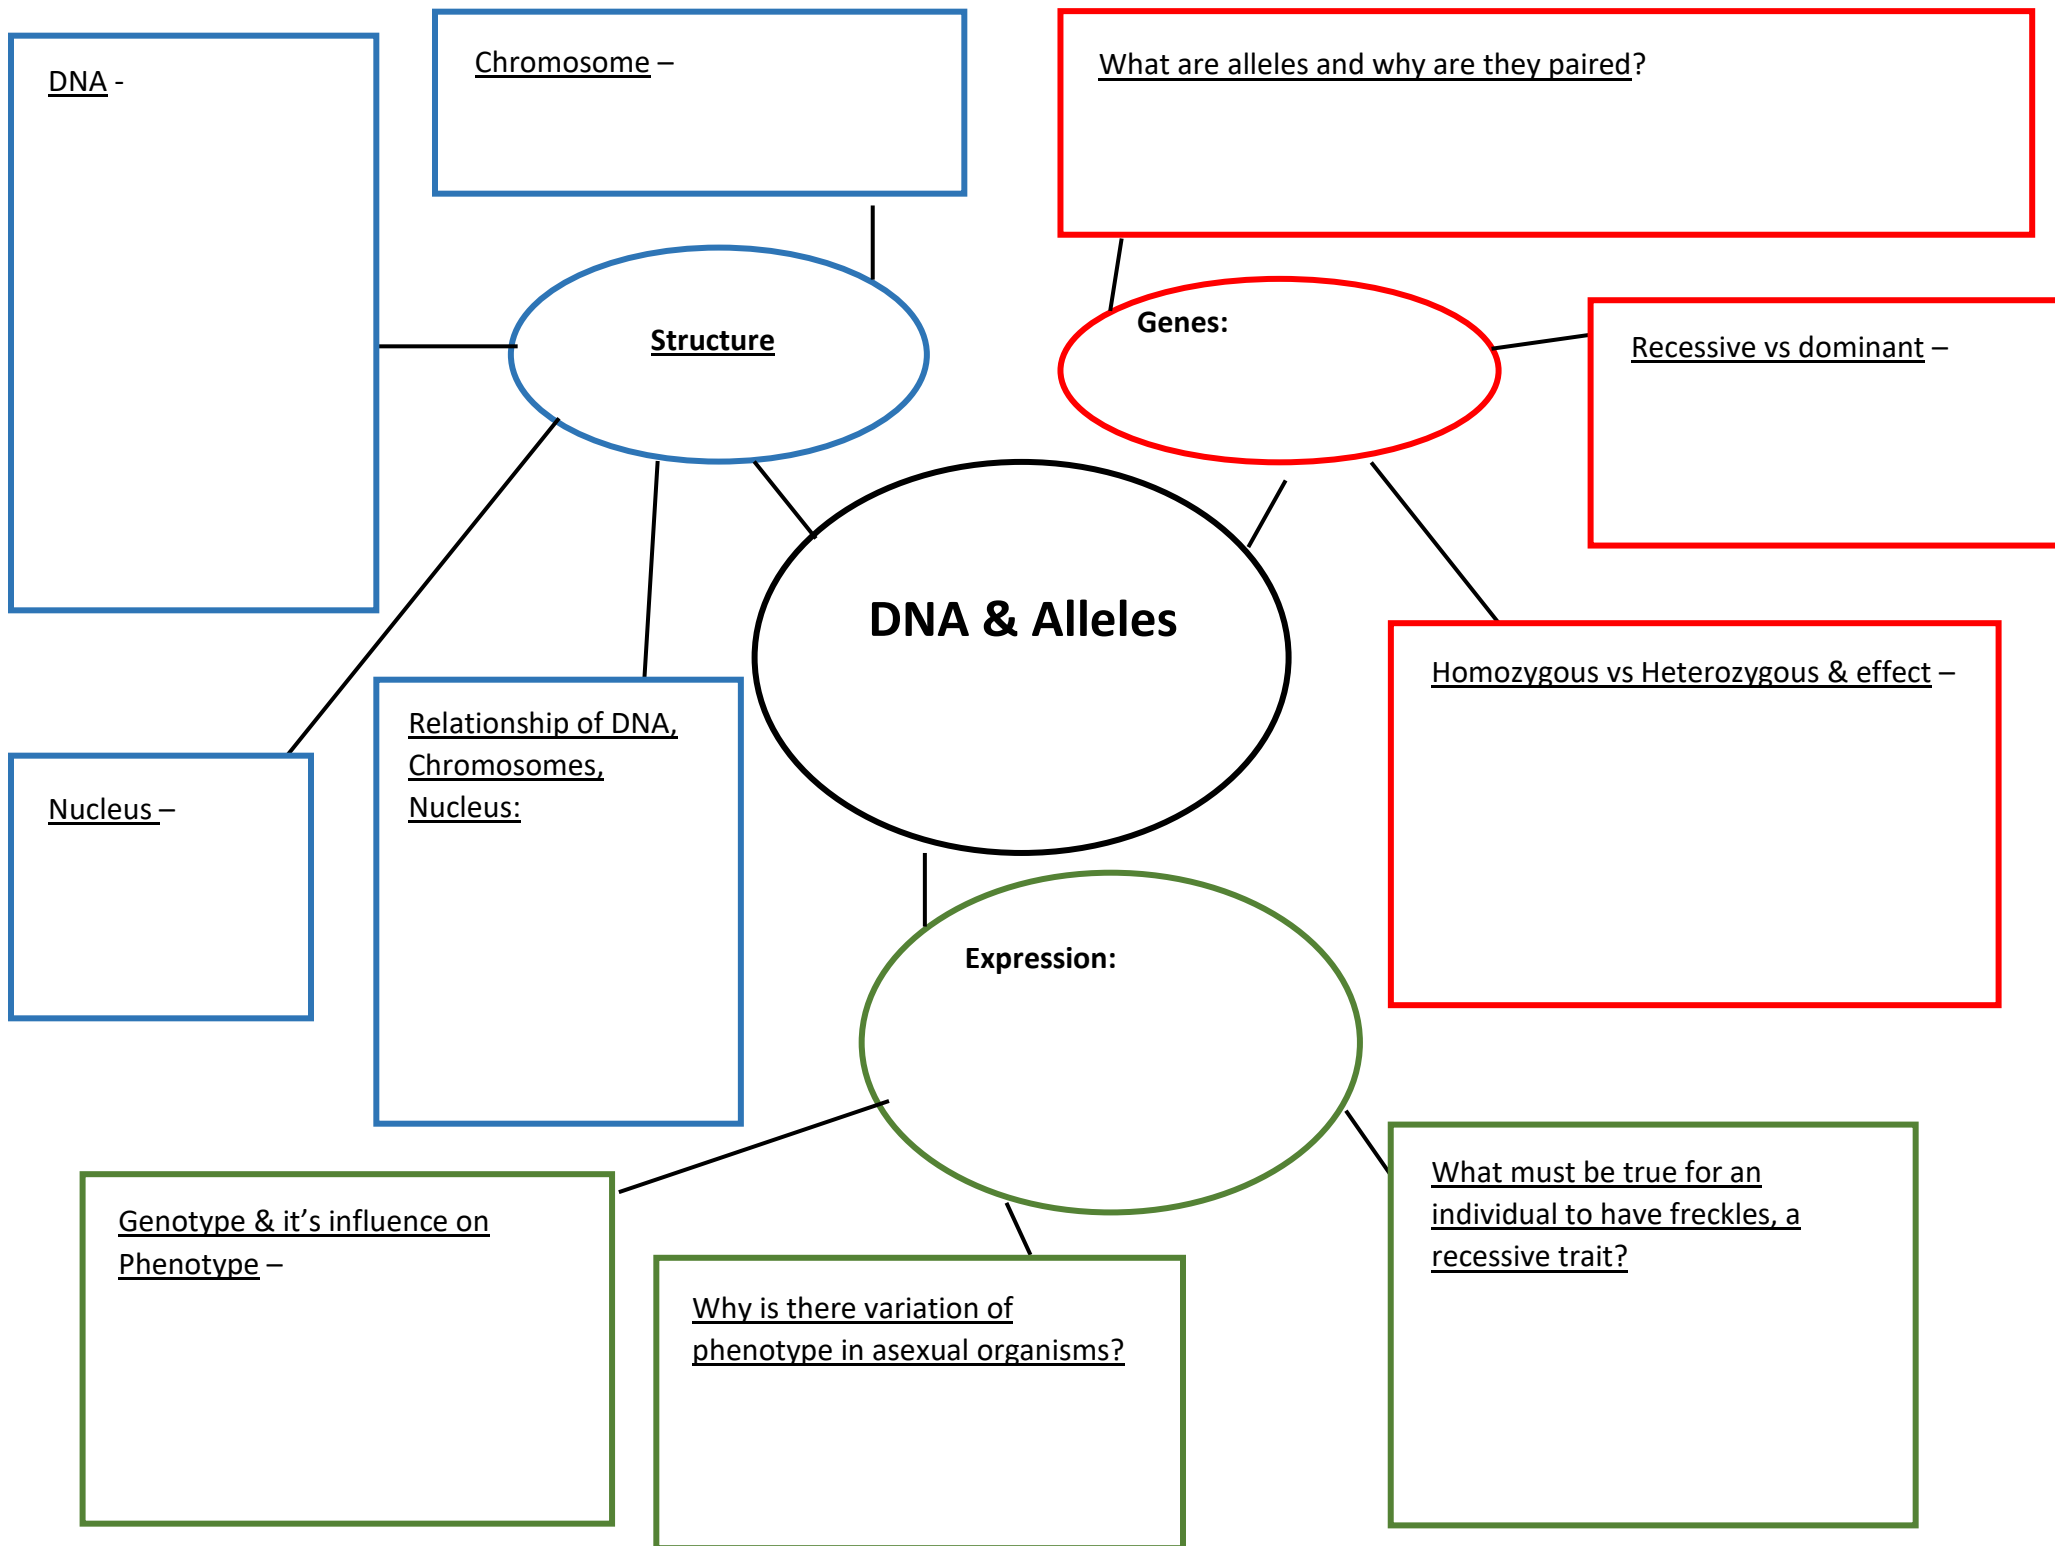 DNA -
Chromosome –
What are alleles and why are they paired?
Structure
Genes:
Recessive vs dominant –
DNA & Alleles
Homozygous vs Heterozygous & effect –
Nucleus –
Relationship of DNA,
Chromosomes,
Nucleus:
Expression:
Genotype & it’s influence on
Phenotype –
Why is there variation of
phenotype in asexual organisms?
What must be true for an
individual to have freckles, a
recessive trait?